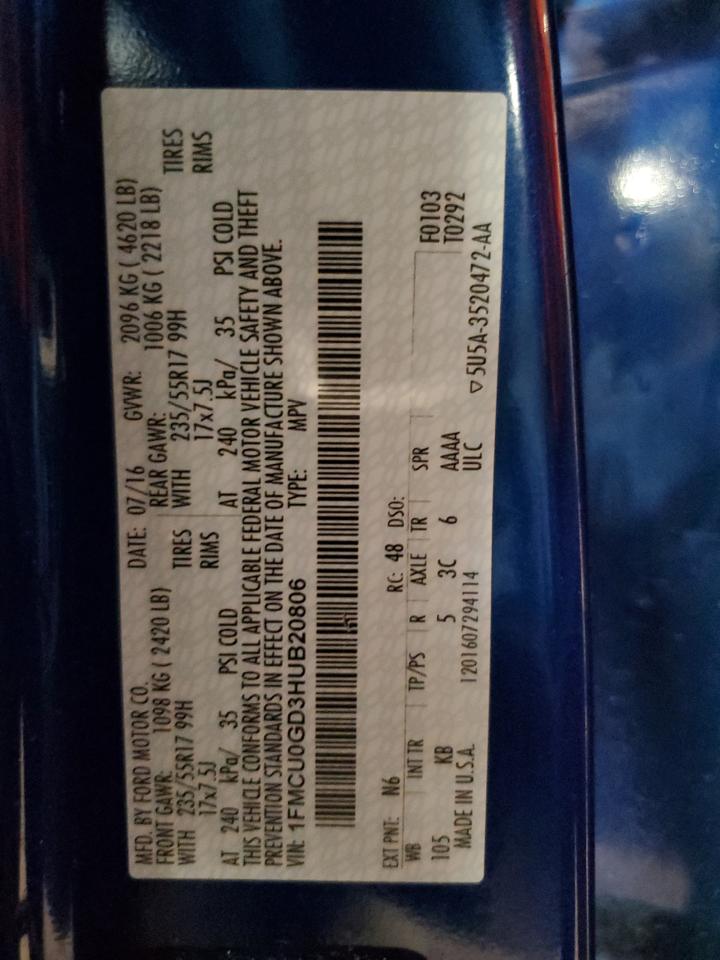 MFD. BY FORD MOTOR CO. DATE: 07/16 GVWR: 2096 KG ( 4620 LB)
FRONT GAWR: 1098 KG ( 2420 LB) REAR GAWR: 1006 KG ( 2218 LB)
WITH 235/55R17 99H TIRES WITH 235/55R17 99H TIRES
17x7.5J RIMS 17x7.5J RIMS
AT 240 kPa/ 35 PSI COLD AT 240 kPa/ 35 PSI COLD
THIS VEHICLE CONFORMS TO ALL APPLICABLE FEDERAL MOTOR VEHICLE SAFETY AND THEFT
PREVENTION STANDARDS IN EFFECT ON THE DATE OF MANUFACTURE SHOWN ABOVE.
VIN: 1FMCU0GD3HUB20806 TYPE: MPV
EXT PNT: N6 RC: 48 DSO: F0103
WB INT TR TP/PS R AXLE TR SPR T0292
105 KB 5 3C 6 AAAA
MADE IN U.S.A. 1201607294114 ULC ▽5U5A-3520472-AA